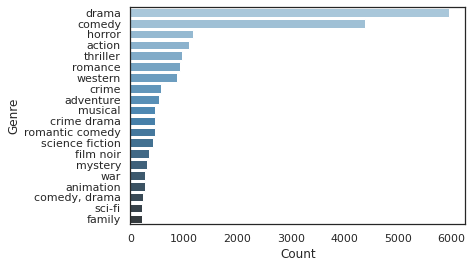 drama
comedy
horror
action
thriller
romance
western
crime
adventure
musical
crime drama
romantic comedy
science fiction
film noir
mystery
war
animation
comedy, drama
sci-fi
family
Genre
0 1000 2000 3000 4000 5000 6000
Count